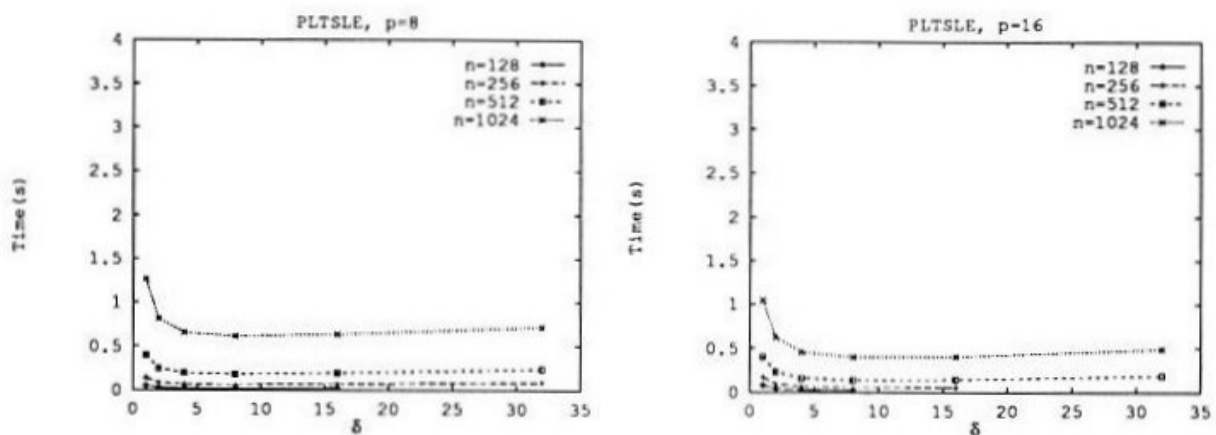 PLTSLE, p=8
4
3.5
3
2.5
2
1.5
1
0.5
0
0 5 10 15 20 25 30 35
Time(s)
δ
n=128
n=256
n=512
n=1024
PLTSLE, p=16
4
3.5
3
2.5
2
1.5
1
0.5
0
0 5 10 15 20 25 30 35
Time(s)
δ
n=128
n=256
n=512
n=1024